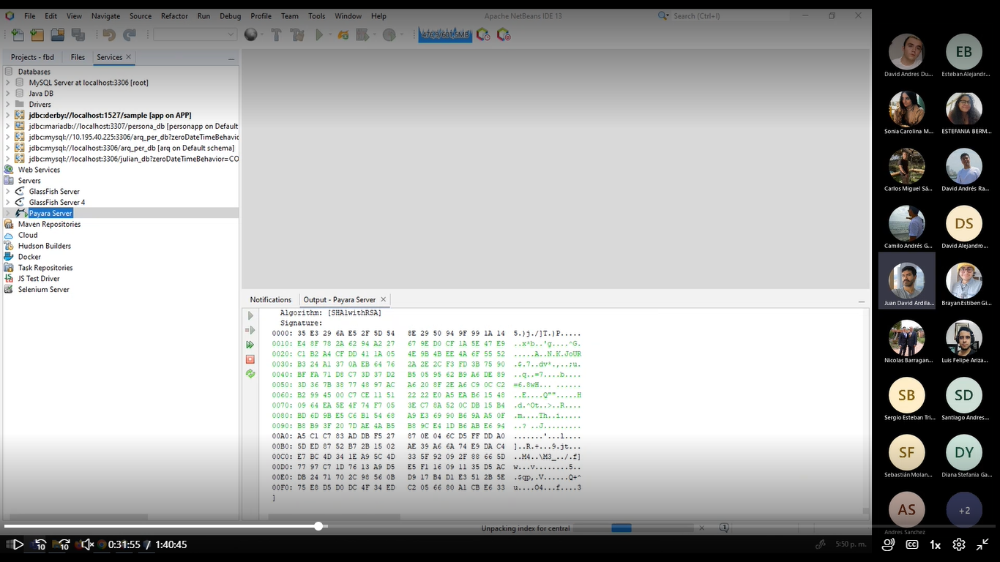 File Edit View Navigate Source Refactor Run Debug Profile Team Tools Window Help
Apache NetBeans IDE 13
Search (Ctrl+I)
476,9/601,5MB
Projects - fbd
Files
Services
Databases
MySQL Server at localhost:3306 [root]
Java DB
Drivers
jdbc:derby://localhost:1527/sample [app on APP]
jdbc:mariadb://localhost:3307/persona_db [personapp on Default
jdbc:mysql://10.195.40.225:3306/arq_per_db?zeroDateTimeBehavic
jdbc:mysql://localhost:3306/arq_per_db [arq on Default schema]
jdbc:mysql://localhost:3306/julian_db?zeroDateTimeBehavior=CO
Web Services
Servers
GlassFish Server
GlassFish Server 4
Payara Server
Maven Repositories
Cloud
Hudson Builders
Docker
Task Repositories
JS Test Driver
Selenium Server
Notifications
Output - Payara Server
Algorithm: [SHA1withRSA]
Signature:
0000: 35 E3 29 6A E5 2F 5D 54 8E 29 50 94 9F 99 1A 14 5.)j./]T.)P.....
0010: E4 8F 78 2A 62 94 A2 27 67 9E D0 CF 1A 5E 47 E9 ..x*b..'g....^G.
0020: C1 B2 A4 CF DD 41 1A 05 4E 9B 4B EE 4A 6F 55 52 .....A..N.K.JoUR
0030: B3 24 A1 37 0A EB 64 76 2A 2E 2C F3 FD 3B 75 90 .$.7..dv*.,..;u.
0040: BF FA 71 D8 C7 3D 37 D2 B5 05 95 62 B9 A6 DE 89 ..q..=7....b....
0050: 3D 36 7B 38 77 48 97 AC A6 20 8F 2E A6 C9 0C C2 =6.8wH... ......
0060: B2 99 45 00 C7 CE 11 51 22 22 E0 A5 EA B6 15 48 ..E....Q"".....H
0070: 09 64 EA 5E 4F 74 F7 05 3E C7 8A 52 0C DB 15 B4 .d.^Ot..>..R....
0080: BD 6D 9B E5 C6 B1 54 68 A9 E3 69 90 B6 9A A5 0F .m....Th..i.....
0090: B8 B9 3F 20 7D AE 4A B5 B8 9C E4 1D B6 AB E6 94 ..? ..J.........
00A0: A5 C1 C7 83 AD DB F5 27 87 0E 04 6C D5 FF DD A0 .......'...l....
00B0: 5D ED 87 52 B7 2B 15 02 AE 39 A6 6A 74 E9 DA C4 ]..R.+...9.jt...
00C0: E7 BC 4D 34 1E A9 5C 4D 33 5F 92 09 2F 88 66 5D ..M4..\M3_../.f]
00D0: 77 97 C1 1D 76 13 A9 D5 E5 F1 16 09 11 35 D5 AC w...v........5..
00E0: DB 24 71 70 2C 98 56 0B D9 17 B4 D1 E3 51 2B 5E .$qp,.V......Q+^
00F0: 75 E8 D5 D0 DC 4F 34 ED C2 05 66 80 A1 CB E6 33 u....O4...f....3
]
Unpacking index for central
1
5:50 p. m.
10 10
0:31:55 / 1:40:45
1x
David Andres Du...
EB
Esteban Alejandr...
Sonia Carolina M...
ESTEFANIA BERM...
Carlos Miguel Sá...
David Andrés Ra...
Camilo Andrés G...
DS
David Alejandro...
Juan David Ardila...
Brayan Estiben Gi...
Nicolas Barragan...
Luis Felipe Ariza...
SB
Sergio Esteban Tri...
SD
Santiago Andres...
SF
Sebastián Molan...
DY
Diana Stefania Ga...
AS
Andres Sanchez
+2